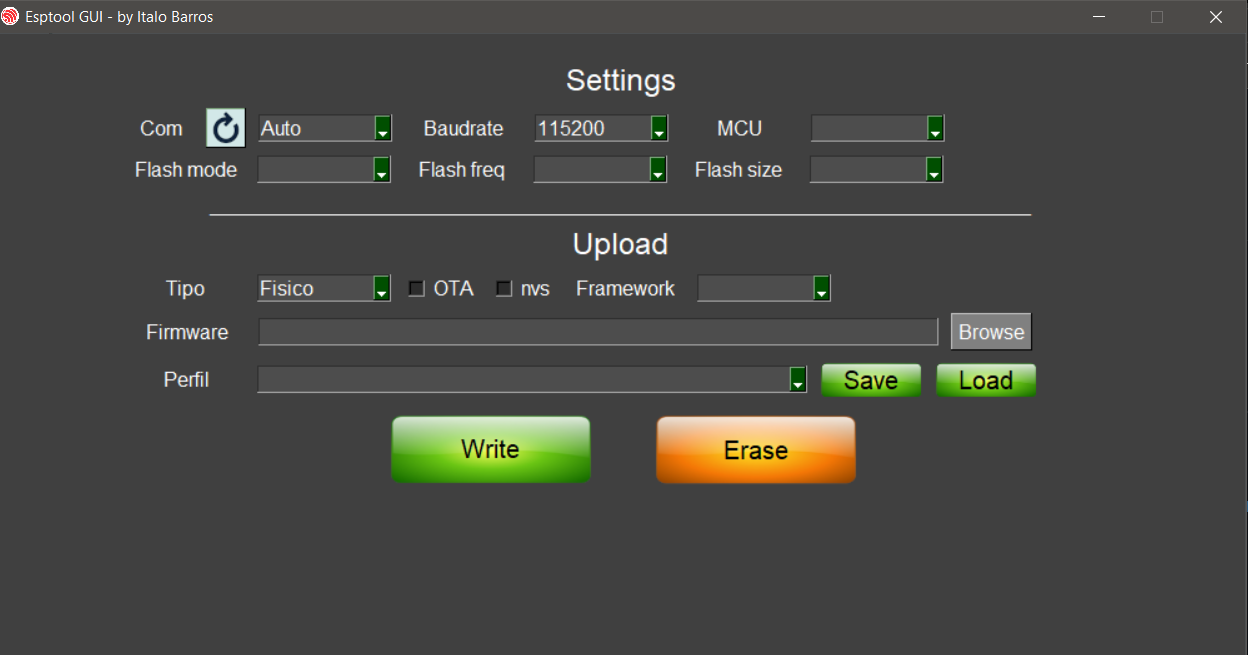 Esptool GUI - by Italo Barros
Settings
Com Auto Baudrate 115200 MCU
Flash mode Flash freq Flash size
Upload
Tipo Fisico OTA nvs Framework
Firmware Browse
Perfil Save Load
Write Erase